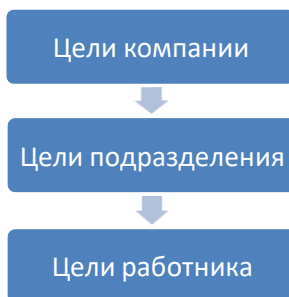 Цели компании
Цели подразделения
Цели работника